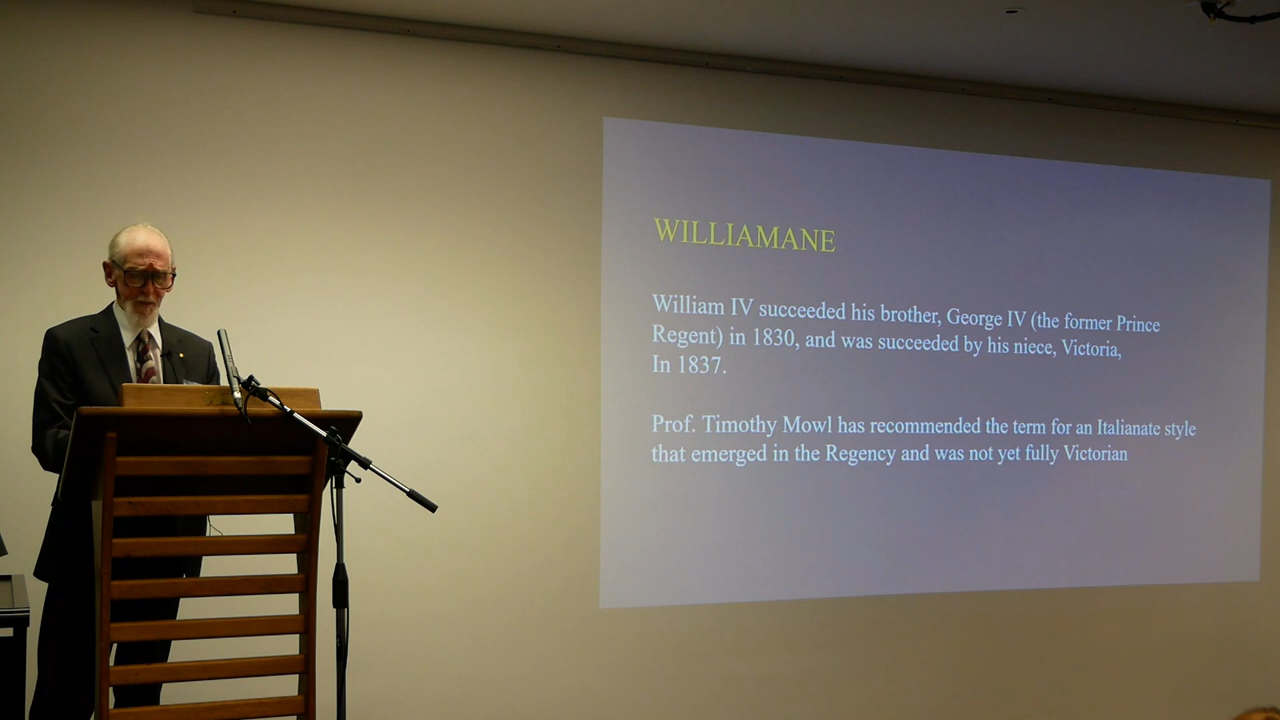 WILLIAMANE
William IV succeeded his brother, George IV (the former Prince
Regent) in 1830, and was succeeded by his niece, Victoria,
In 1837.
Prof. Timothy Mowl has recommended the term for an Italianate style
that emerged in the Regency and was not yet fully Victorian